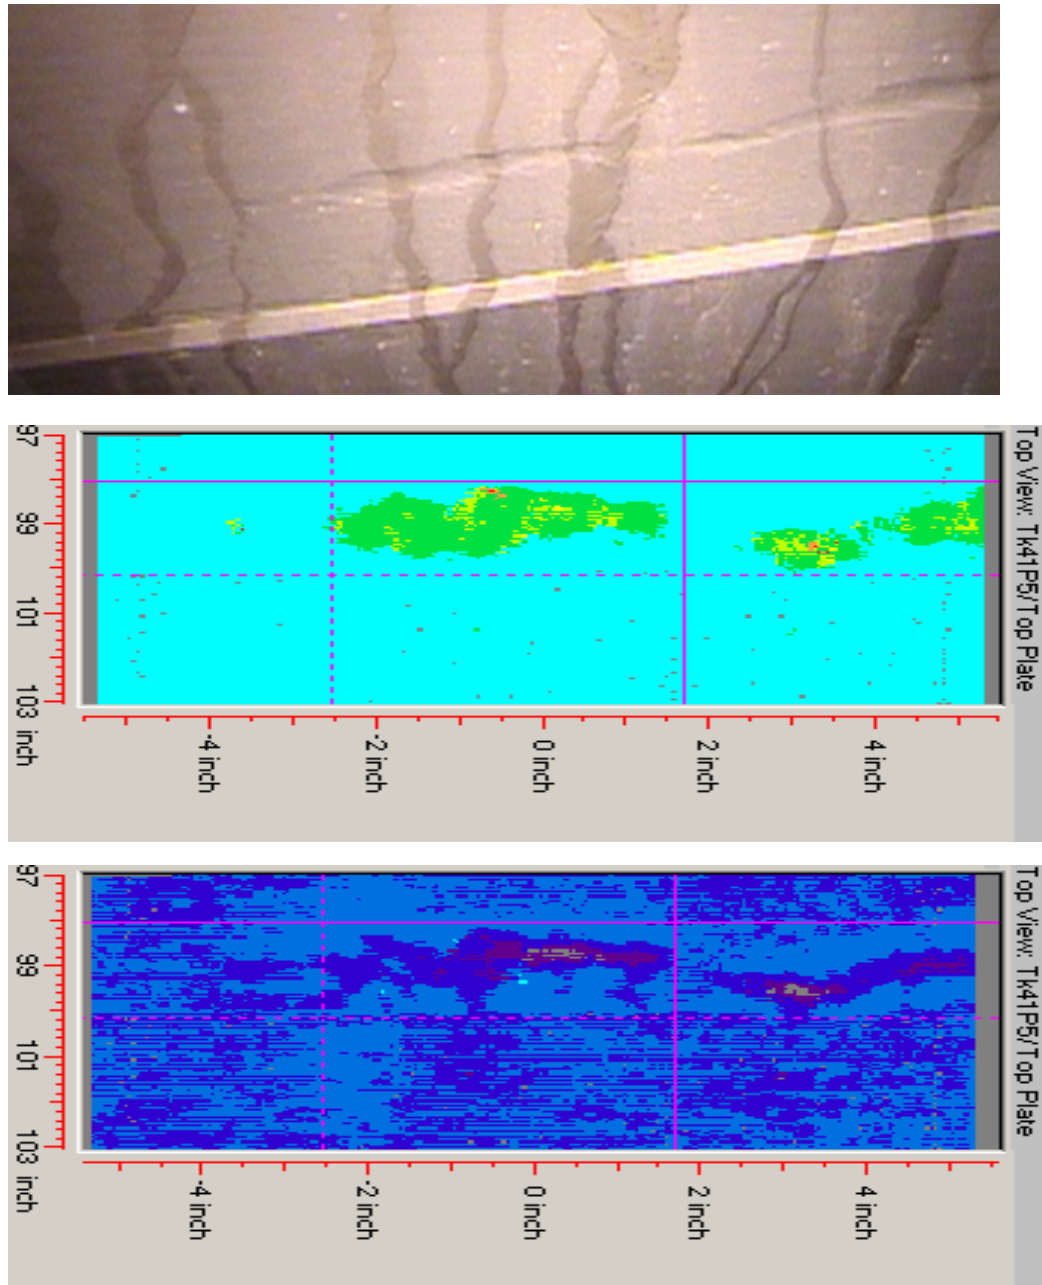 Top View: Tk41P5/Top Plate
97
99
101
103 inch
-4 inch
-2 inch
0 inch
2 inch
4 inch
Top View: Tk41P5/Top Plate
97
99
101
103 inch
-4 inch
-2 inch
0 inch
2 inch
4 inch